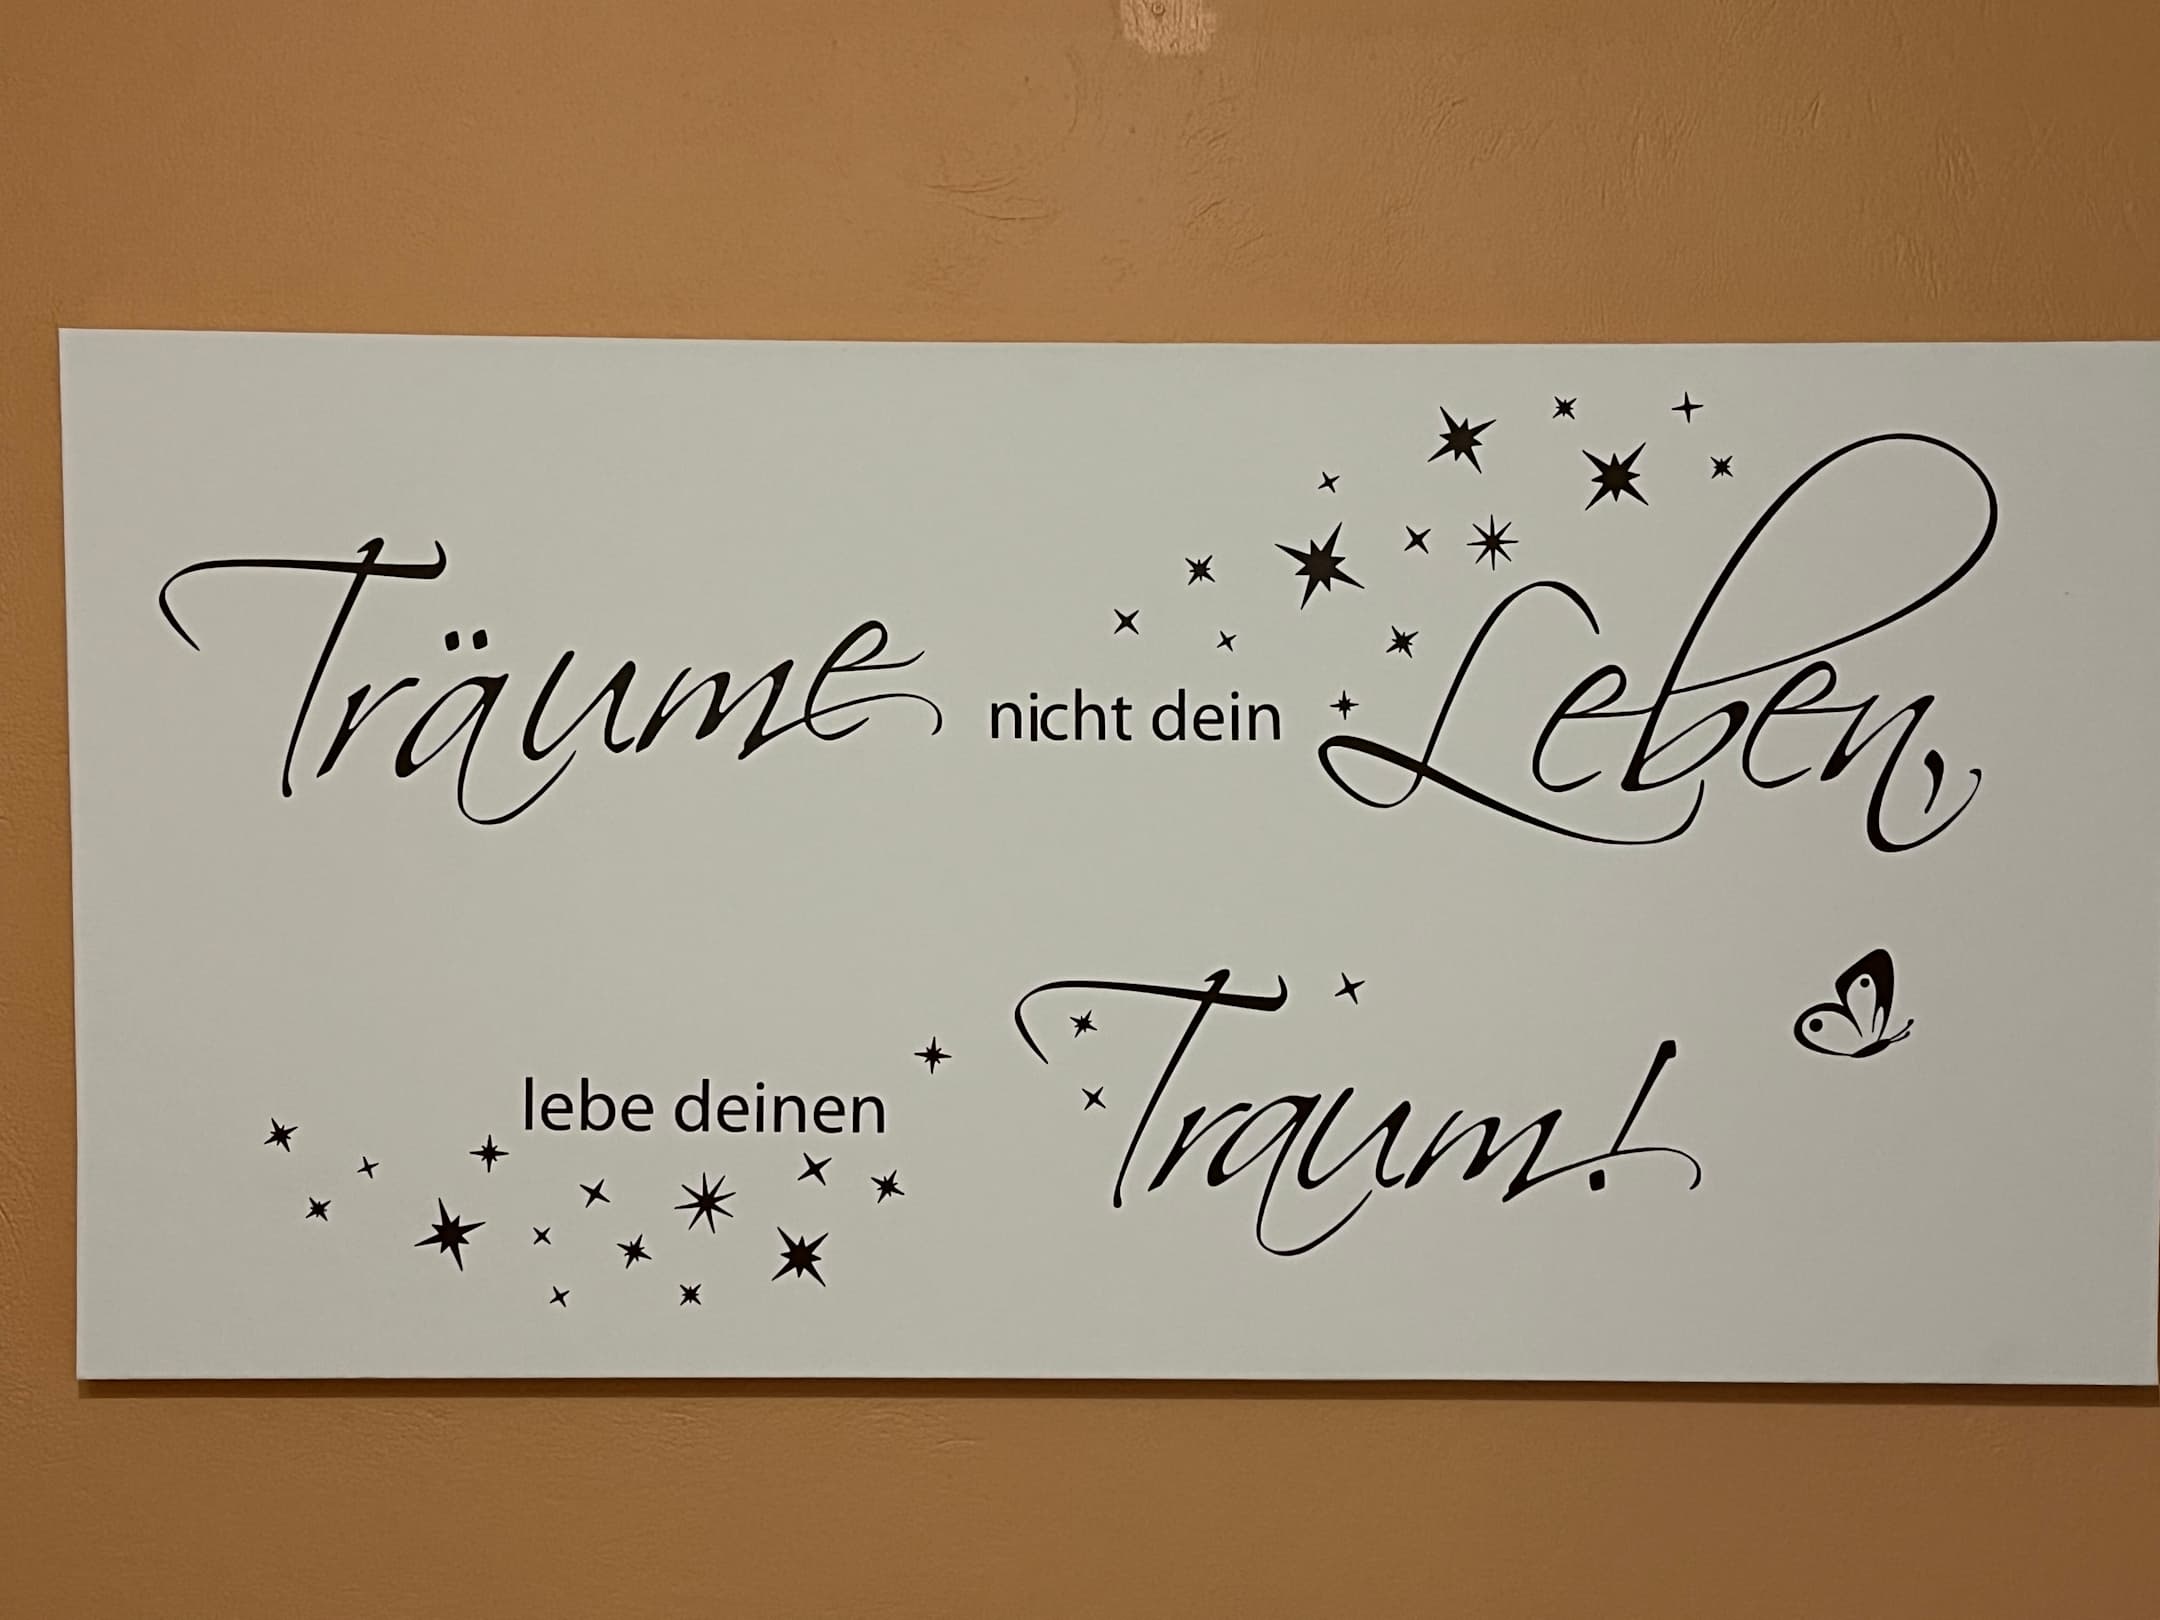 Träume nicht dein Leben,
lebe deinen Traum!